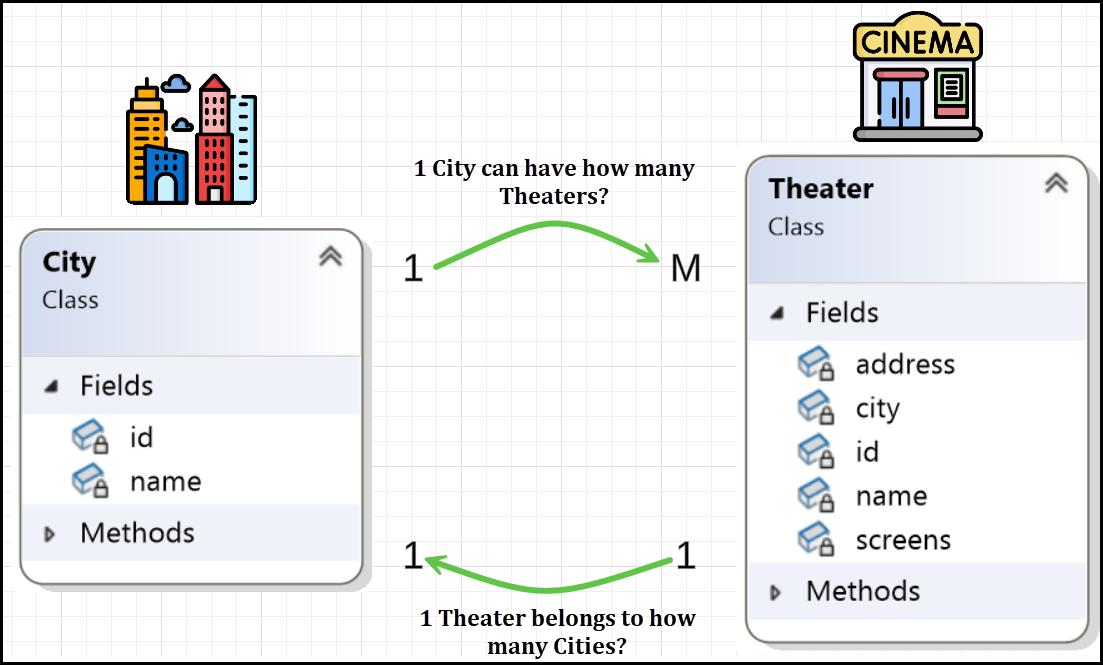 CINEMA
1 City can have how many
Theaters?
1
M
City
Class
Fields
id
name
Methods
Theater
Class
Fields
address
city
id
name
screens
Methods
1
1
1 Theater belongs to how
many Cities?